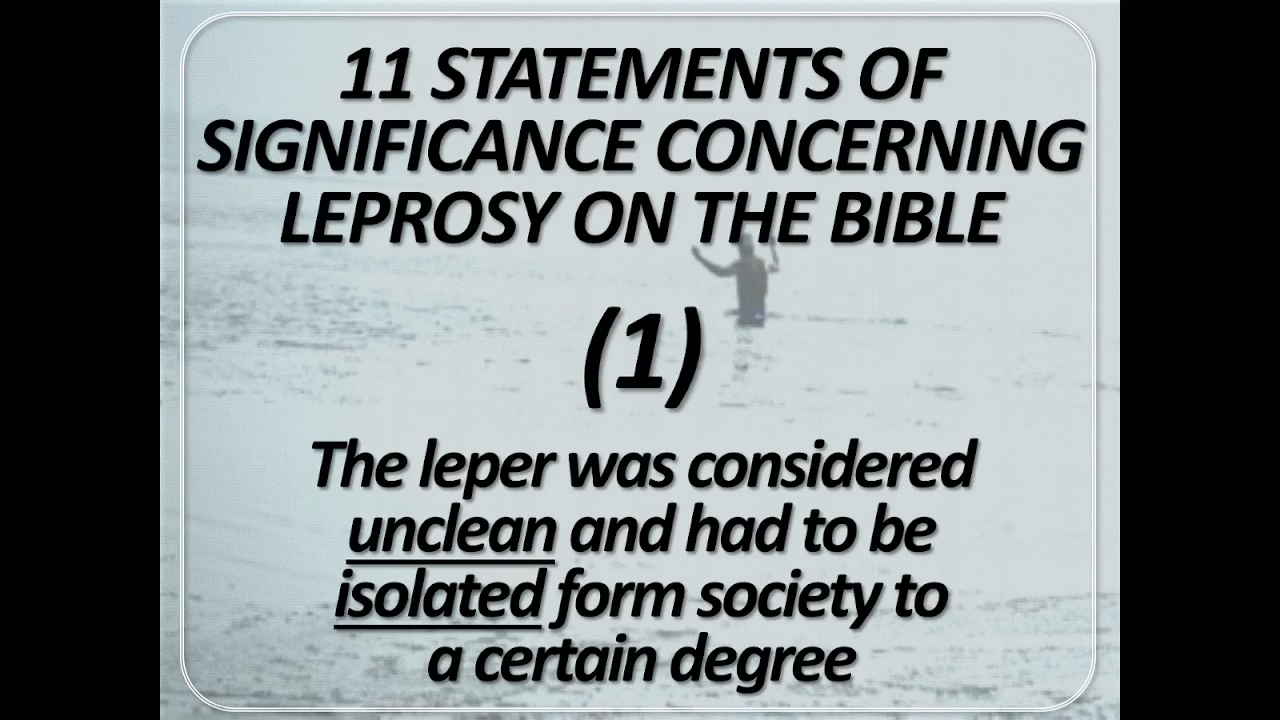 11 STATEMENTS OF
SIGNIFICANCE CONCERNING
LEPROSY ON THE BIBLE
(1)
The leper was considered
unclean and had to be
isolated form society to
a certain degree